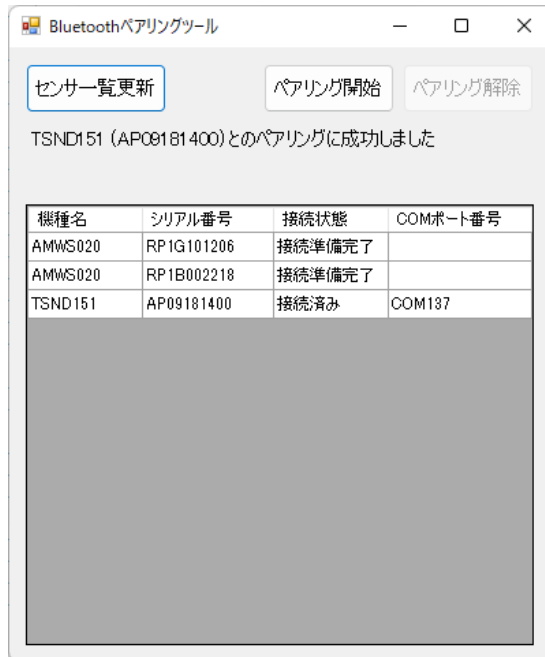 Bluetoothペアリングツール
センサ一覧更新 ペアリング開始 ペアリング解除
TSND151 (AP09181400)とのペアリングに成功しました
機種名 シリアル番号 接続状態 COMポート番号
AMWS020 RP1G101206 接続準備完了
AMWS020 RP1B002218 接続準備完了
TSND151 AP09181400 接続済み COM137